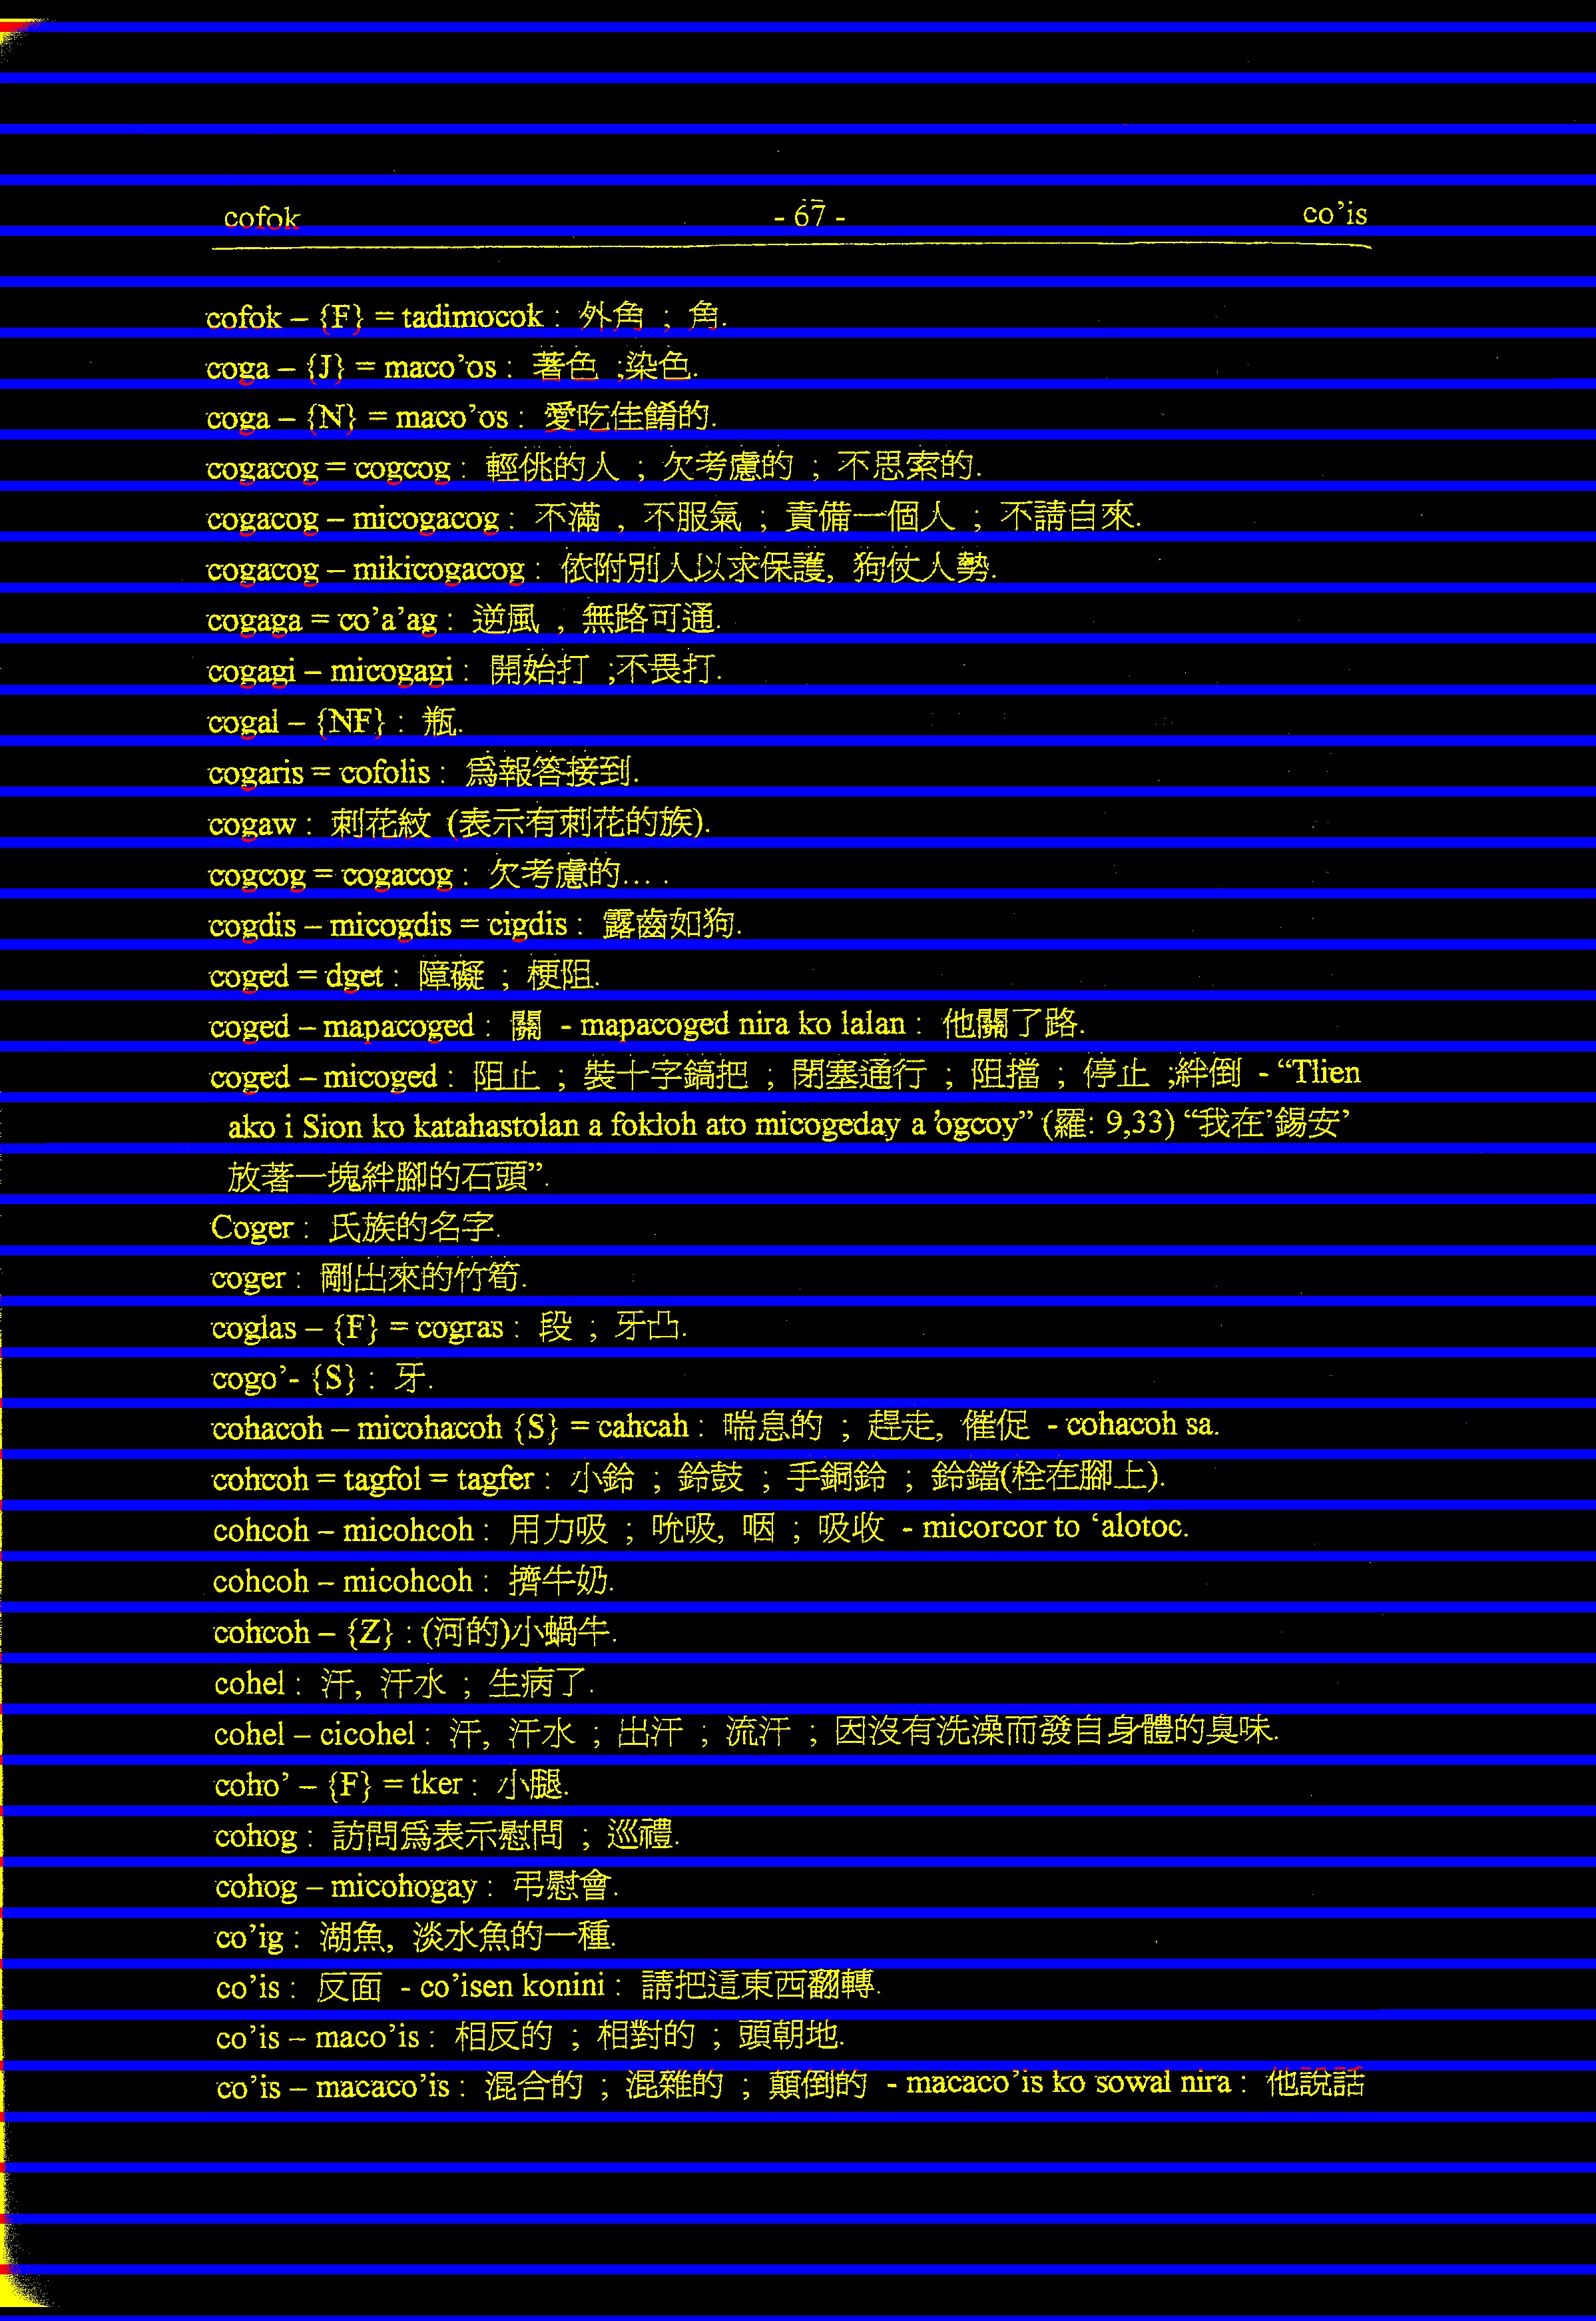 cofok - 67 - co’is
cofok – {F} = tadimocok : 外角 ; 角.
coga – {J} = maco’os : 著色 ;染色.
coga – {N} = maco’os : 愛吃佳餚的.
cogacog = cogcog : 輕佻的人 ; 欠考慮的 ; 不思索的.
cogacog – micogacog : 不滿 , 不服氣 ; 責備一個人 ; 不請自來.
cogacog – mikicogacog : 依附別人以求保護, 狗仗人勢.
cogaga = co’a’ag : 逆風 , 無路可通.
cogagi – micogagi : 開始打 ;不畏打.
cogal – {NF} : 瓶.
cogaris = cofolis : 爲報答接到.
cogaw : 刺花紋 (表示有刺花的族).
cogcog = cogacog : 欠考慮的... .
cogdis – micogdis = cigdis : 露齒如狗.
coged = dget : 障礙 ; 梗阻.
coged – mapacoged : 關 - mapacoged nira ko lalan : 他關了路.
coged – micoged : 阻止 ; 裝十字鎬把 ; 閉塞通行 ; 阻擋 ; 停止 ;絆倒 - “Tlien
ako i Sion ko katahastolan a fokloh ato micogeday a ’ogcoy” (羅: 9,33) “我在’錫安’
放著一塊絆腳的石頭”.
Coger : 氏族的名字.
coger : 剛出來的竹筍.
coglas – {F} = cogras : 段 ; 牙凸.
cogo’- {S} : 牙.
cohacoh – micohacoh {S} = cahcah : 喘息的 ; 趕走, 催促 - cohacoh sa.
cohcoh = tagfol = tagfer : 小鈴 ; 鈴鼓 ; 手銅鈴 ; 鈴鐺(栓在腳上).
cohcoh – micohcoh : 用力吸 ; 吮吸, 咽 ; 吸收 - micorcor to ‘alotoc.
cohcoh – micohcoh : 擠牛奶.
cohcoh – {Z} : (河的)小蝸牛.
cohel : 汗, 汗水 ; 生病了.
cohel – cicohel : 汗, 汗水 ; 出汗 ; 流汗 ; 因沒有洗澡而發自身體的臭味.
coho’ – {F} = tker : 小腿.
cohog : 訪問爲表示慰問 ; 巡禮.
cohog – micohogay : 弔慰會.
co’ig : 湖魚, 淡水魚的一種.
co’is : 反面 - co’isen konini : 請把這東西翻轉.
co’is – maco’is : 相反的 ; 相對的 ; 頭朝地.
co’is – macaco’is : 混合的 ; 混雜的 ; 顛倒的 - macaco’is ko sowal nira : 他說話